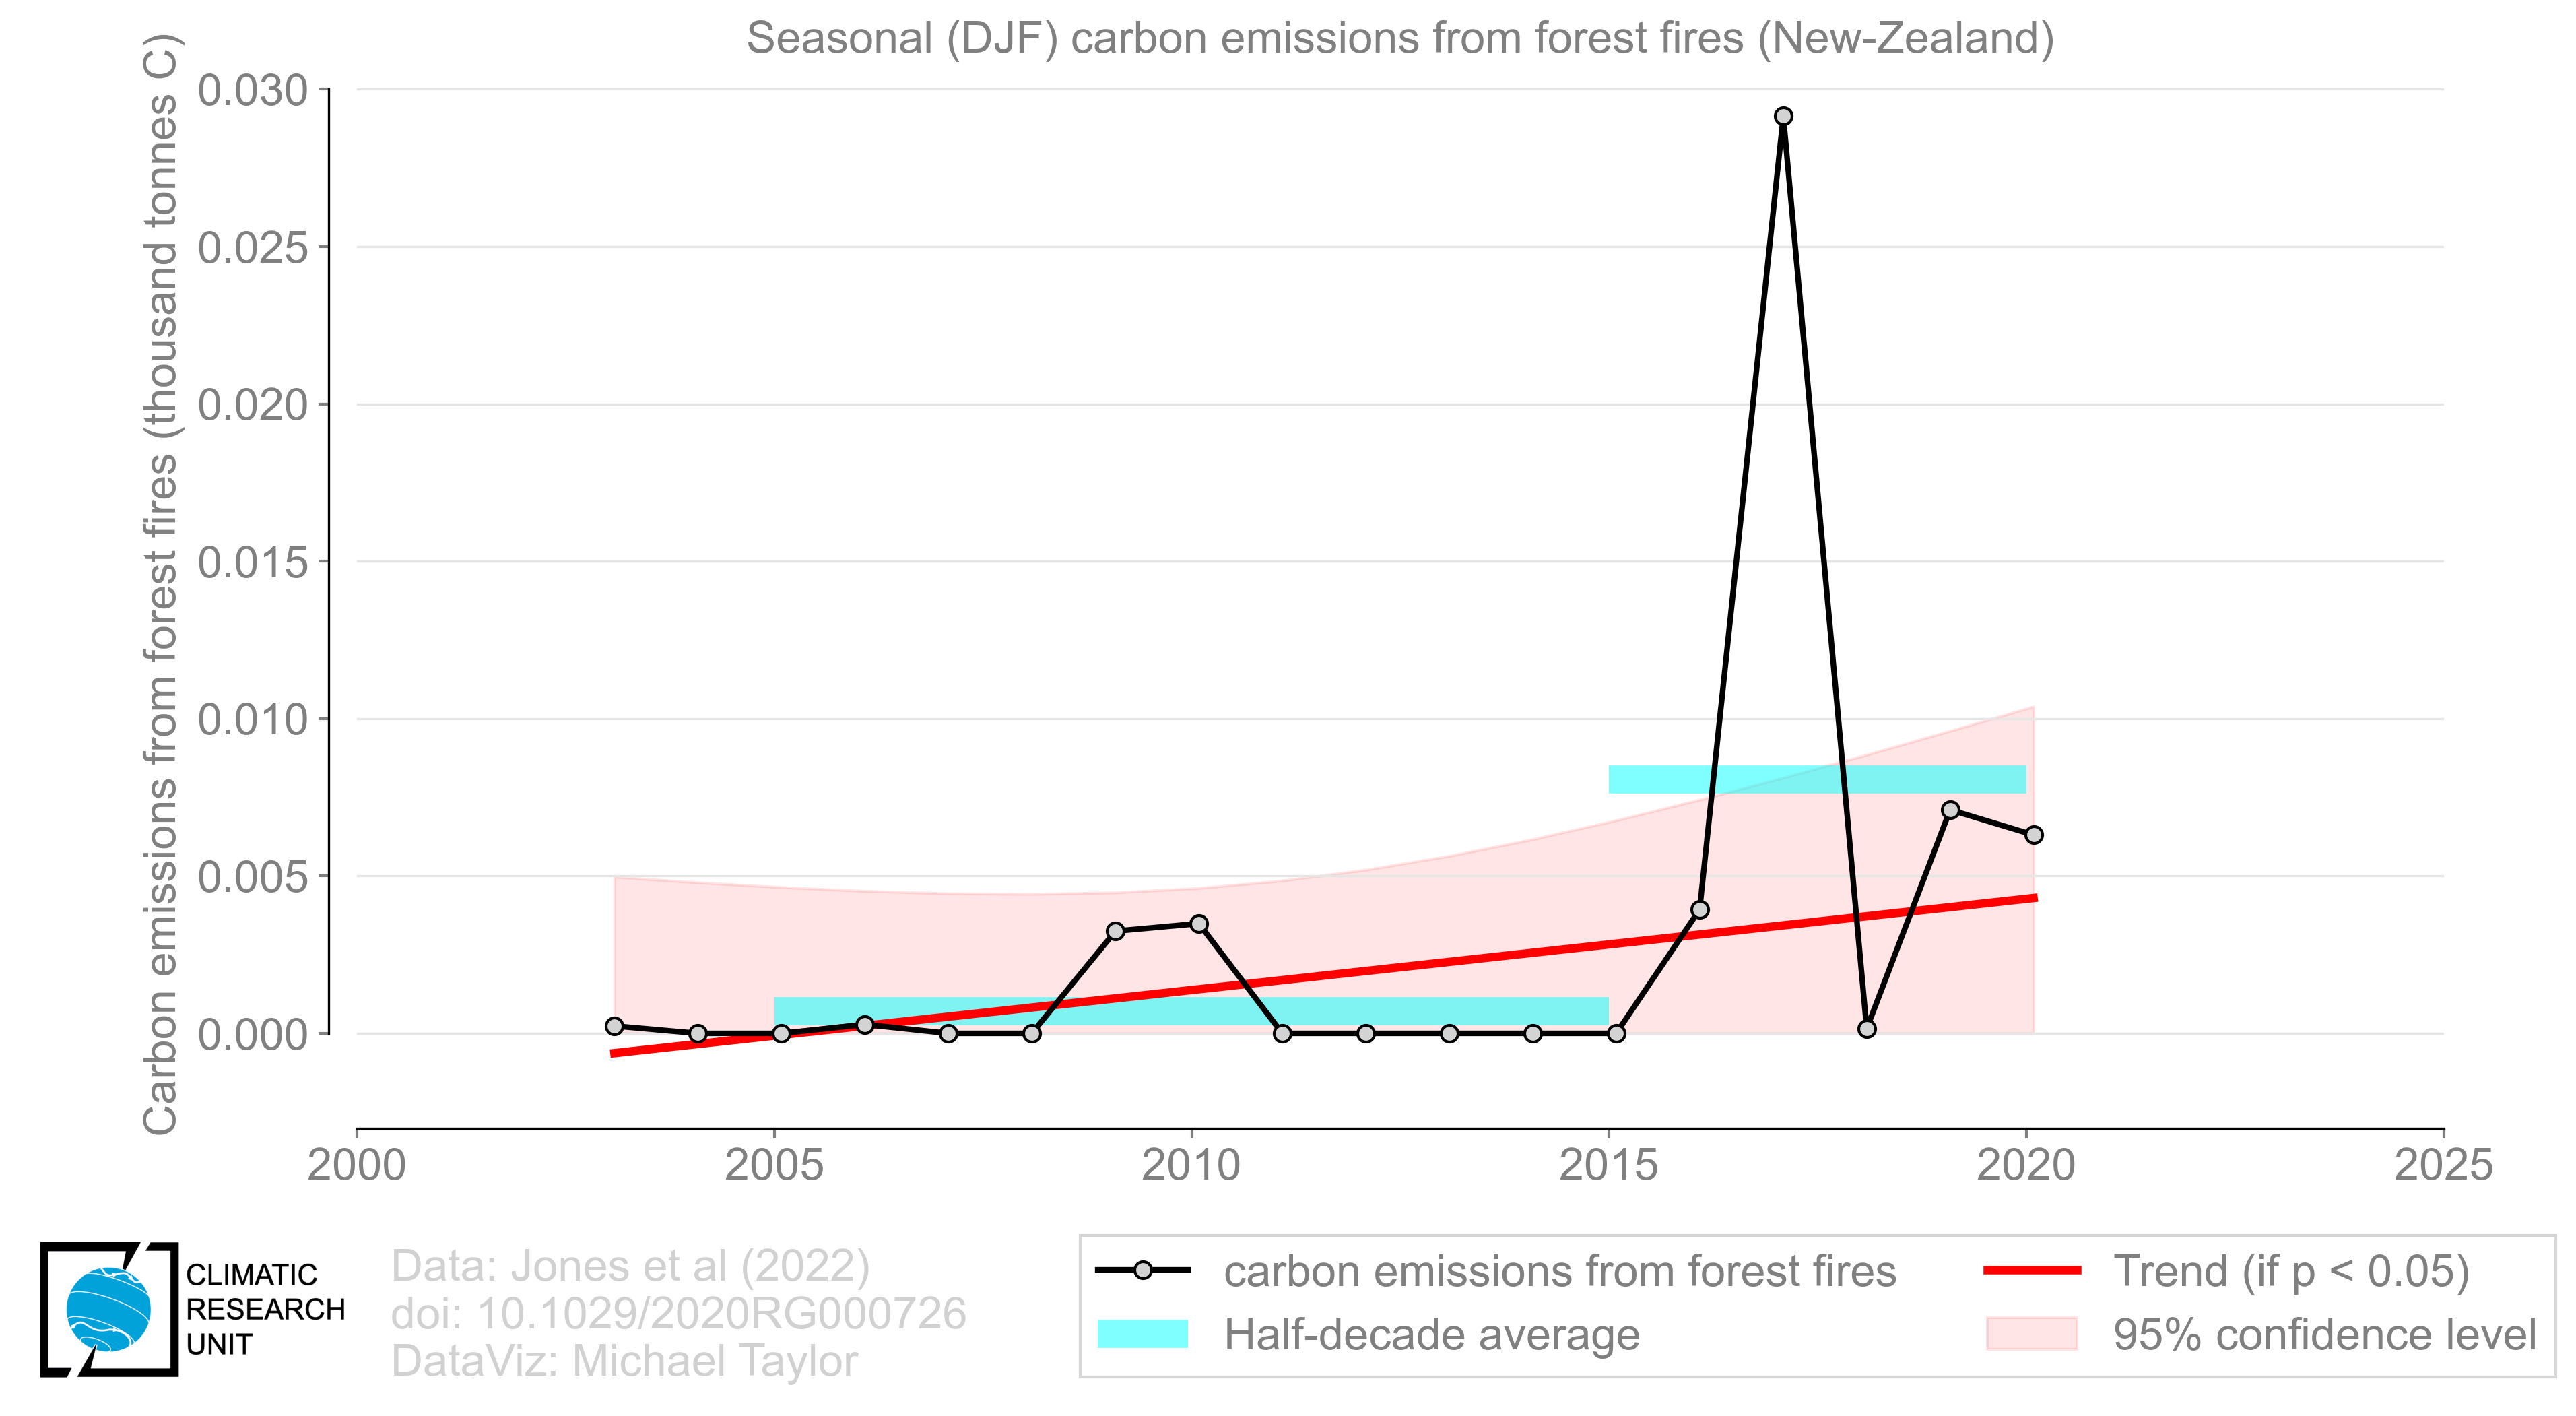 Seasonal (DJF) carbon emissions from forest fires (New-Zealand)
Carbon emissions from forest fires (thousand tonnes C)
0.030
0.025
0.020
0.015
0.010
0.005
0.000
2000
2005
2010
2015
2020
2025
CLIMATIC
RESEARCH
UNIT
Data: Jones et al (2022)
doi: 10.1029/2020RG000726
DataViz: Michael Taylor
carbon emissions from forest fires
Half-decade average
Trend (if p < 0.05)
95% confidence level